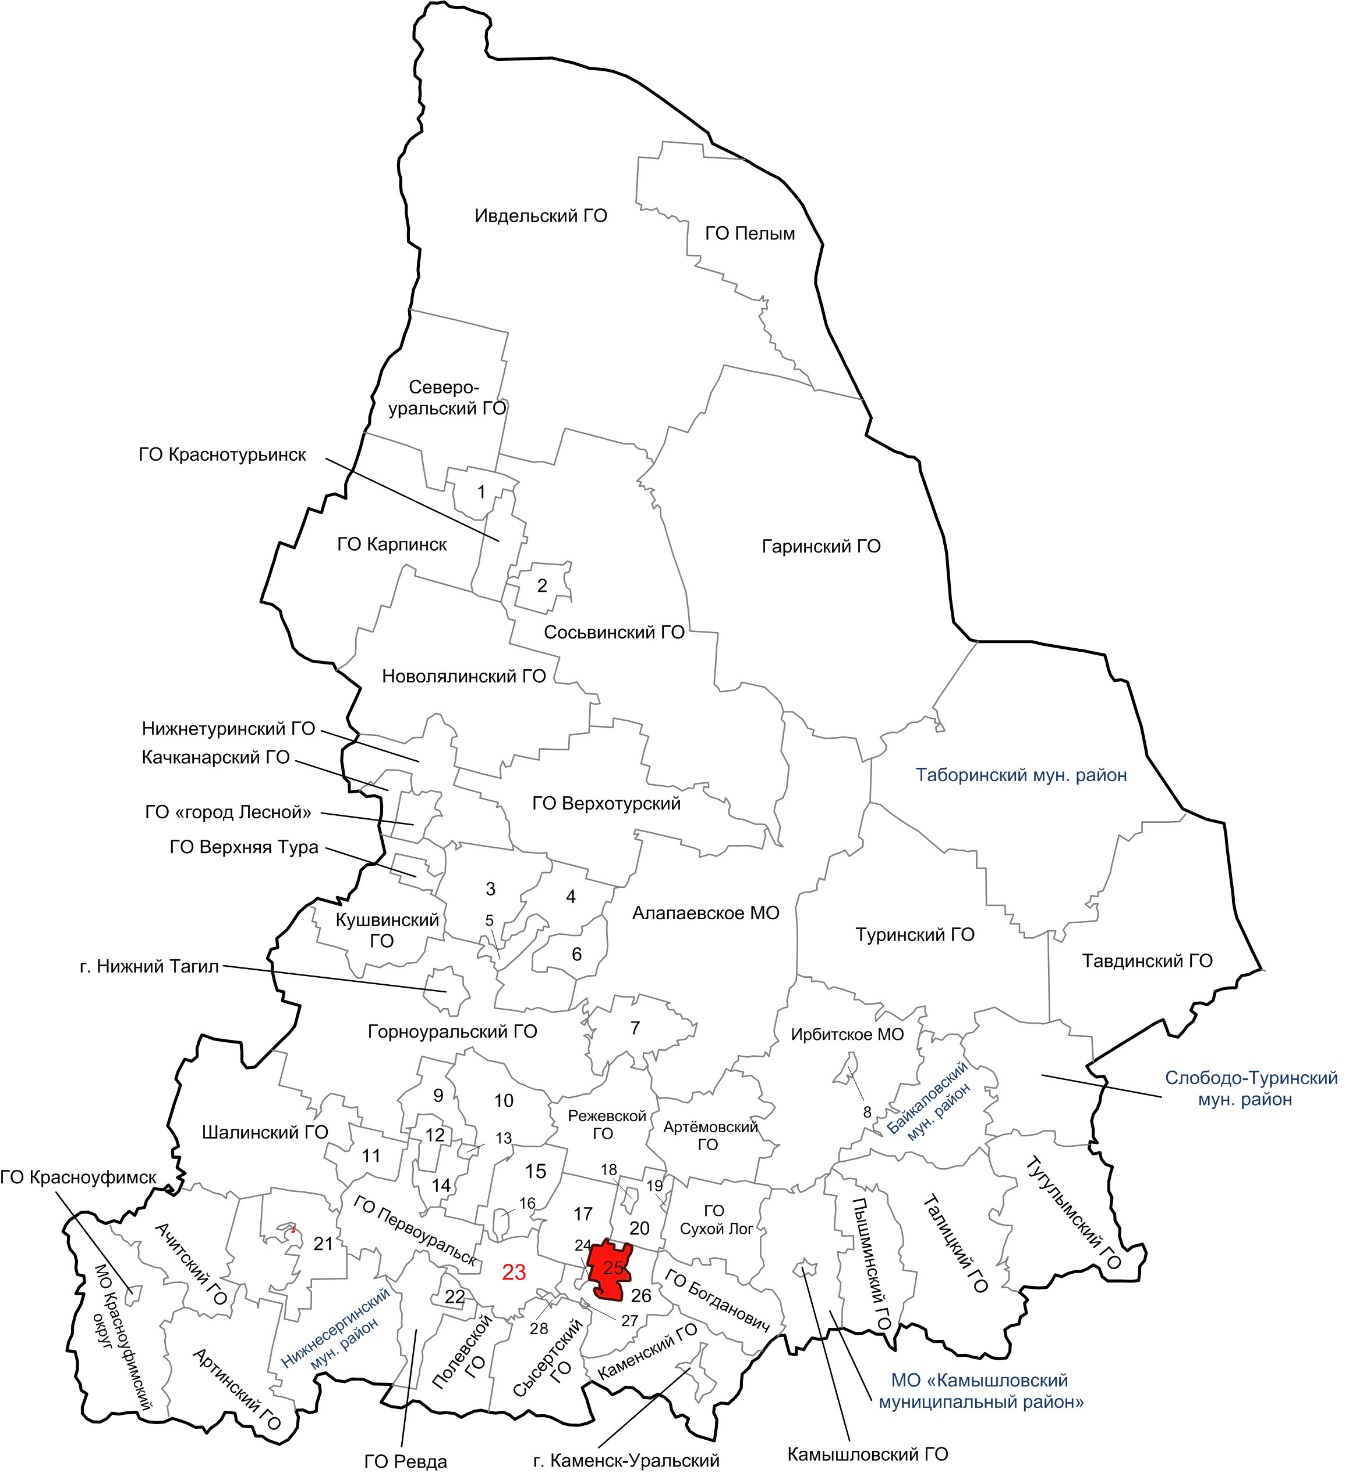 Ивдельский ГО
ГО Пелым
Северо-
уральский ГО
ГО Краснотурьинск
1
ГО Карпинск
Гаринский ГО
2
Сосьвинский ГО
Новолялинский ГО
Нижнетуринский ГО
Качканарский ГО
Таборинский мун. район
ГО Верхотурский
ГО «город Лесной»
ГО Верхняя Тура
3
4
Алапаевское МО
Кушвинский
ГО
5
Туринский ГО
6
Тавдинский ГО
г. Нижний Тагил
7
Горноуральский ГО
Ирбитское МО
Слободо-Туринский
мун. район
9
10
8
Байкаловский
мун. район
Режевской
ГО
Артёмовский
ГО
Шалинский ГО
12
13
11
15
ГО Красноуфимск
14
18
19
16
17
20
ГО
Сухой Лог
Тугулымский ГО
Талицкий ГО
Пышминский ГО
Ачитский ГО
21
ГО Первоуральск
24
23
25
26
22
27
28
ГО Богданович
МО Красноуфимский
округ
Нижнесергинский
мун. район
Полевской
ГО
Сысертский
ГО
Каменский ГО
Артинский ГО
МО «Камышловский
муниципальный район»
ГО Ревда
г. Каменск-Уральский
Камышловский ГО